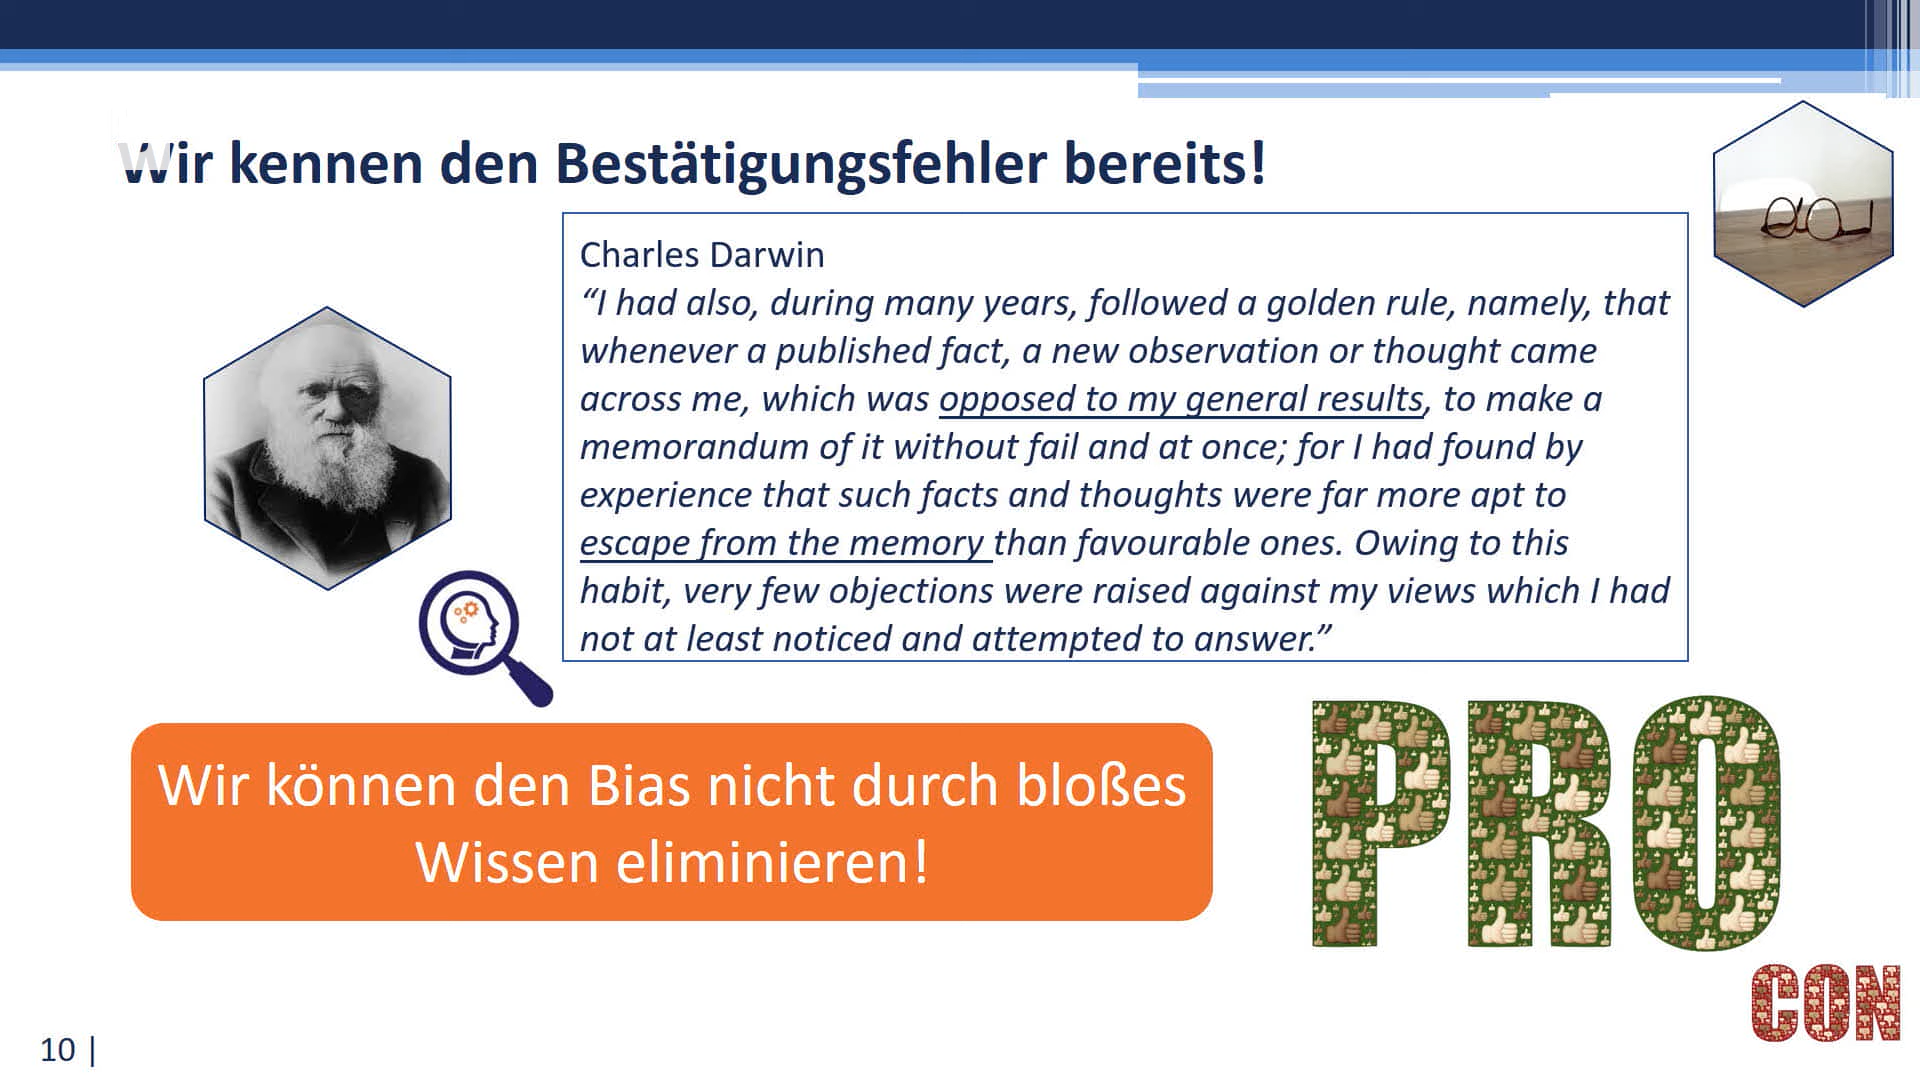 Wir kennen den Bestätigungsfehler bereits!
Charles Darwin
“I had also, during many years, followed a golden rule, namely, that
whenever a published fact, a new observation or thought came
across me, which was opposed to my general results, to make a
memorandum of it without fail and at once; for I had found by
experience that such facts and thoughts were far more apt to
escape from the memory than favourable ones. Owing to this
habit, very few objections were raised against my views which I had
not at least noticed and attempted to answer.”
Wir können den Bias nicht durch bloßes
Wissen eliminieren!
PRO
CON
10 |